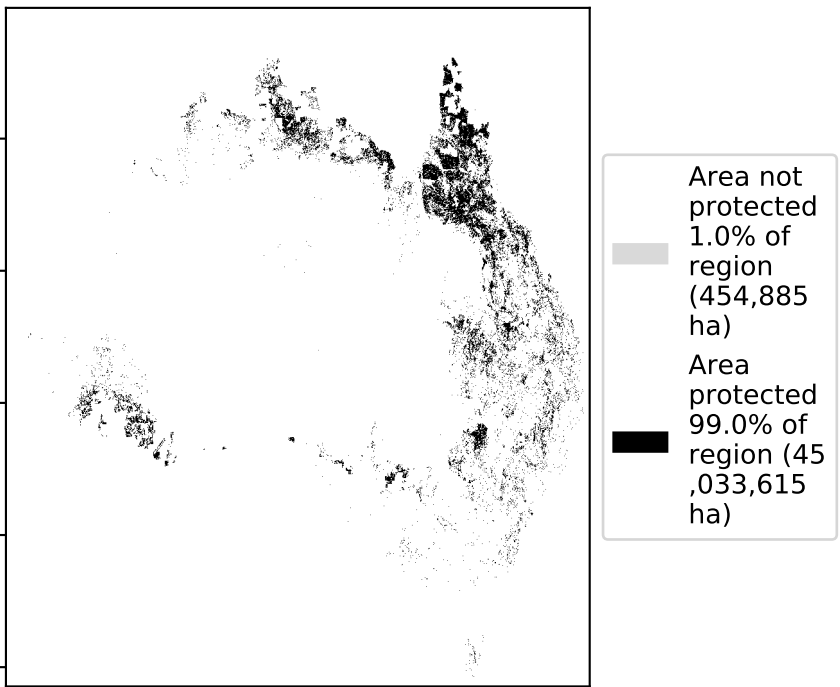 Area not
protected
1.0% of
region
(454,885
ha)
Area
protected
99.0% of
region (45
,033,615
ha)